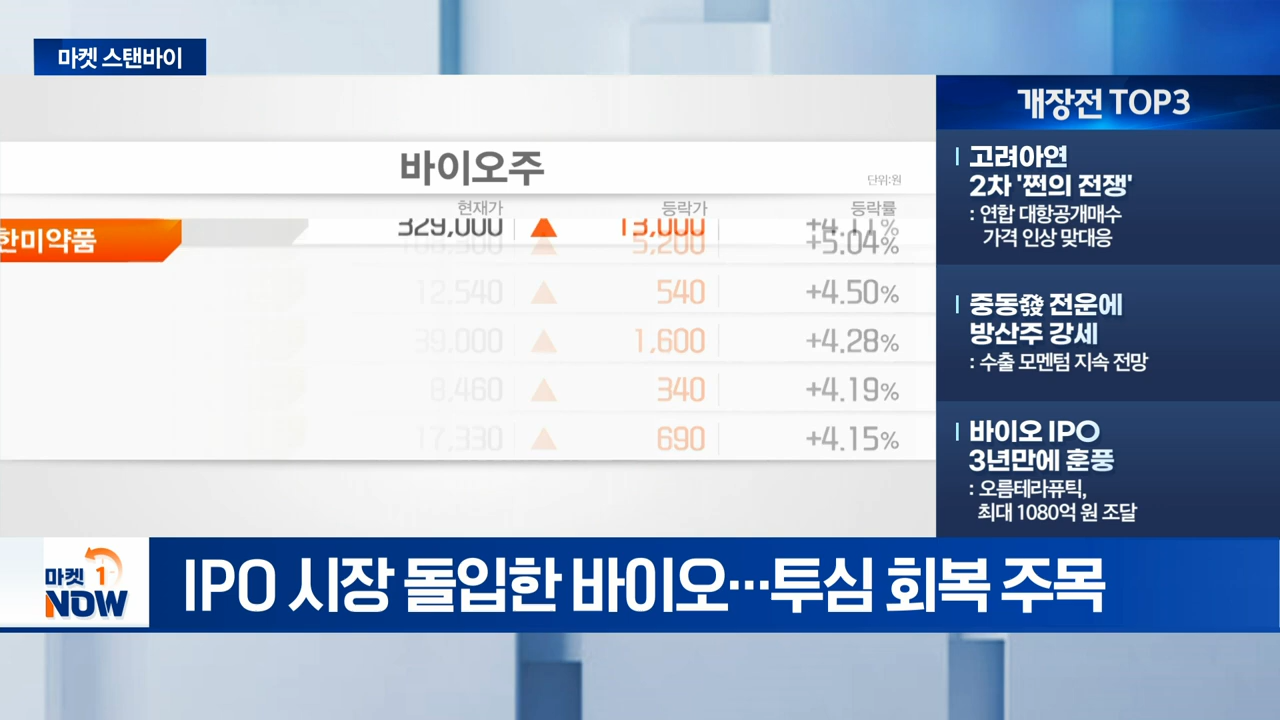 마켓 스탠바이
바이오주
단위:원
현재가 등락가 등락률
한미약품 329,000 ▲ 13,000 +4.11%
5,200 +5.04%
12,540 ▲ 540 +4.50%
39,000 ▲ 1,600 +4.28%
8,460 ▲ 340 +4.19%
17,330 ▲ 690 +4.15%
개장전 TOP3
고려아연
2차 '쩐의 전쟁'
: 연합 대항공개매수
가격 인상 맞대응
중동發 전운에
방산주 강세
: 수출 모멘텀 지속 전망
바이오 IPO
3년만에 훈풍
: 오름테라퓨틱,
최대 1080억 원 조달
마켓 1
NOW
IPO 시장 돌입한 바이오…투심 회복 주목